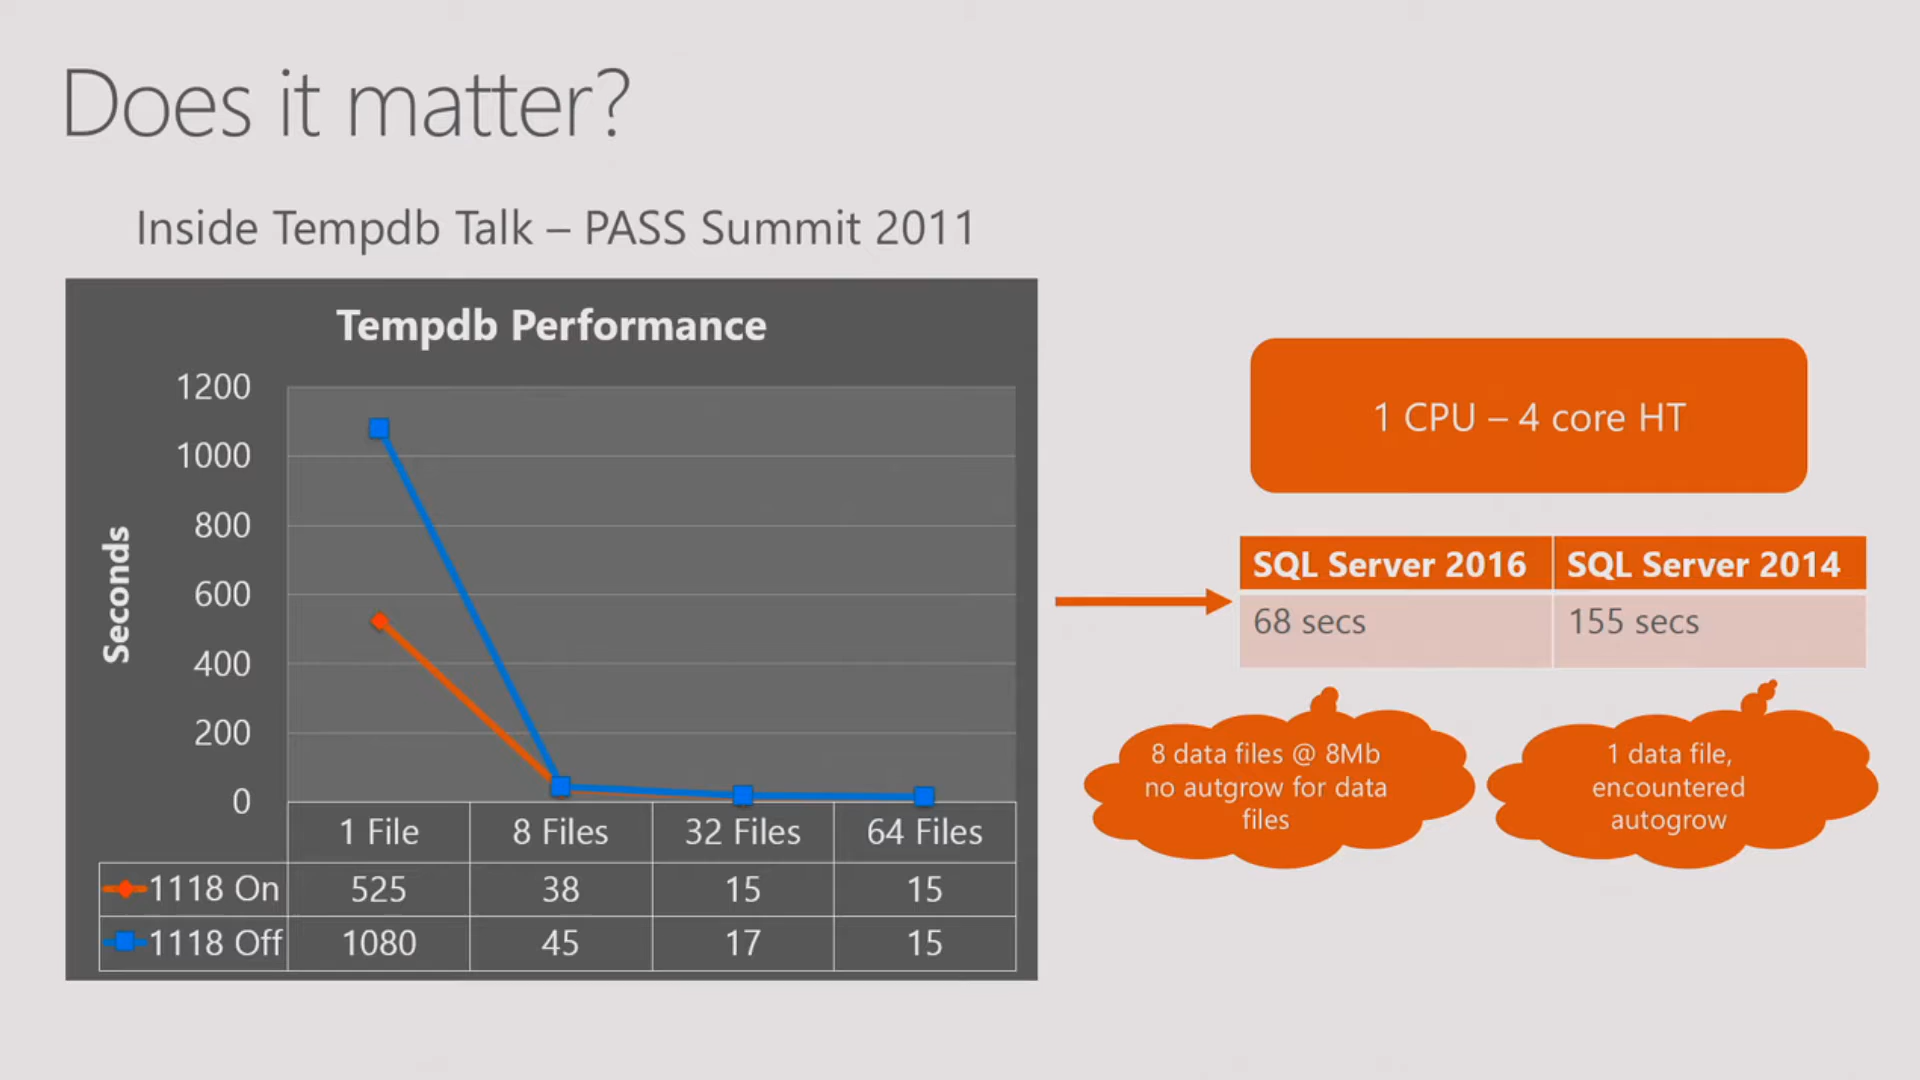 Does it matter?
Inside Tempdb Talk – PASS Summit 2011
Tempdb Performance
Seconds
1200
1000
800
600
400
200
0
1 File 8 Files 32 Files 64 Files
1118 On 525 38 15 15
1118 Off 1080 45 17 15
1 CPU – 4 core HT
SQL Server 2016 SQL Server 2014
68 secs 155 secs
8 data files @ 8Mb
no autgrow for data
files
1 data file,
encountered
autogrow